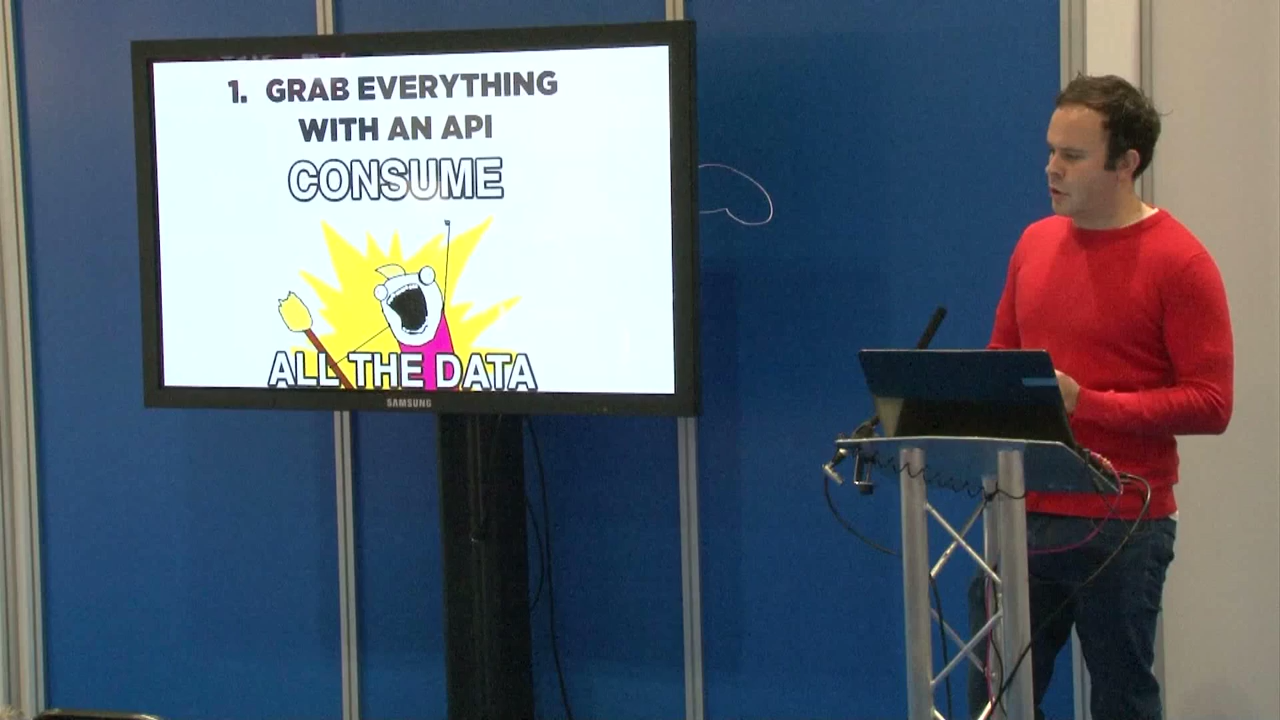 1. GRAB EVERYTHING
WITH AN API
CONSUME
ALL THE DATA
SAMSUNG